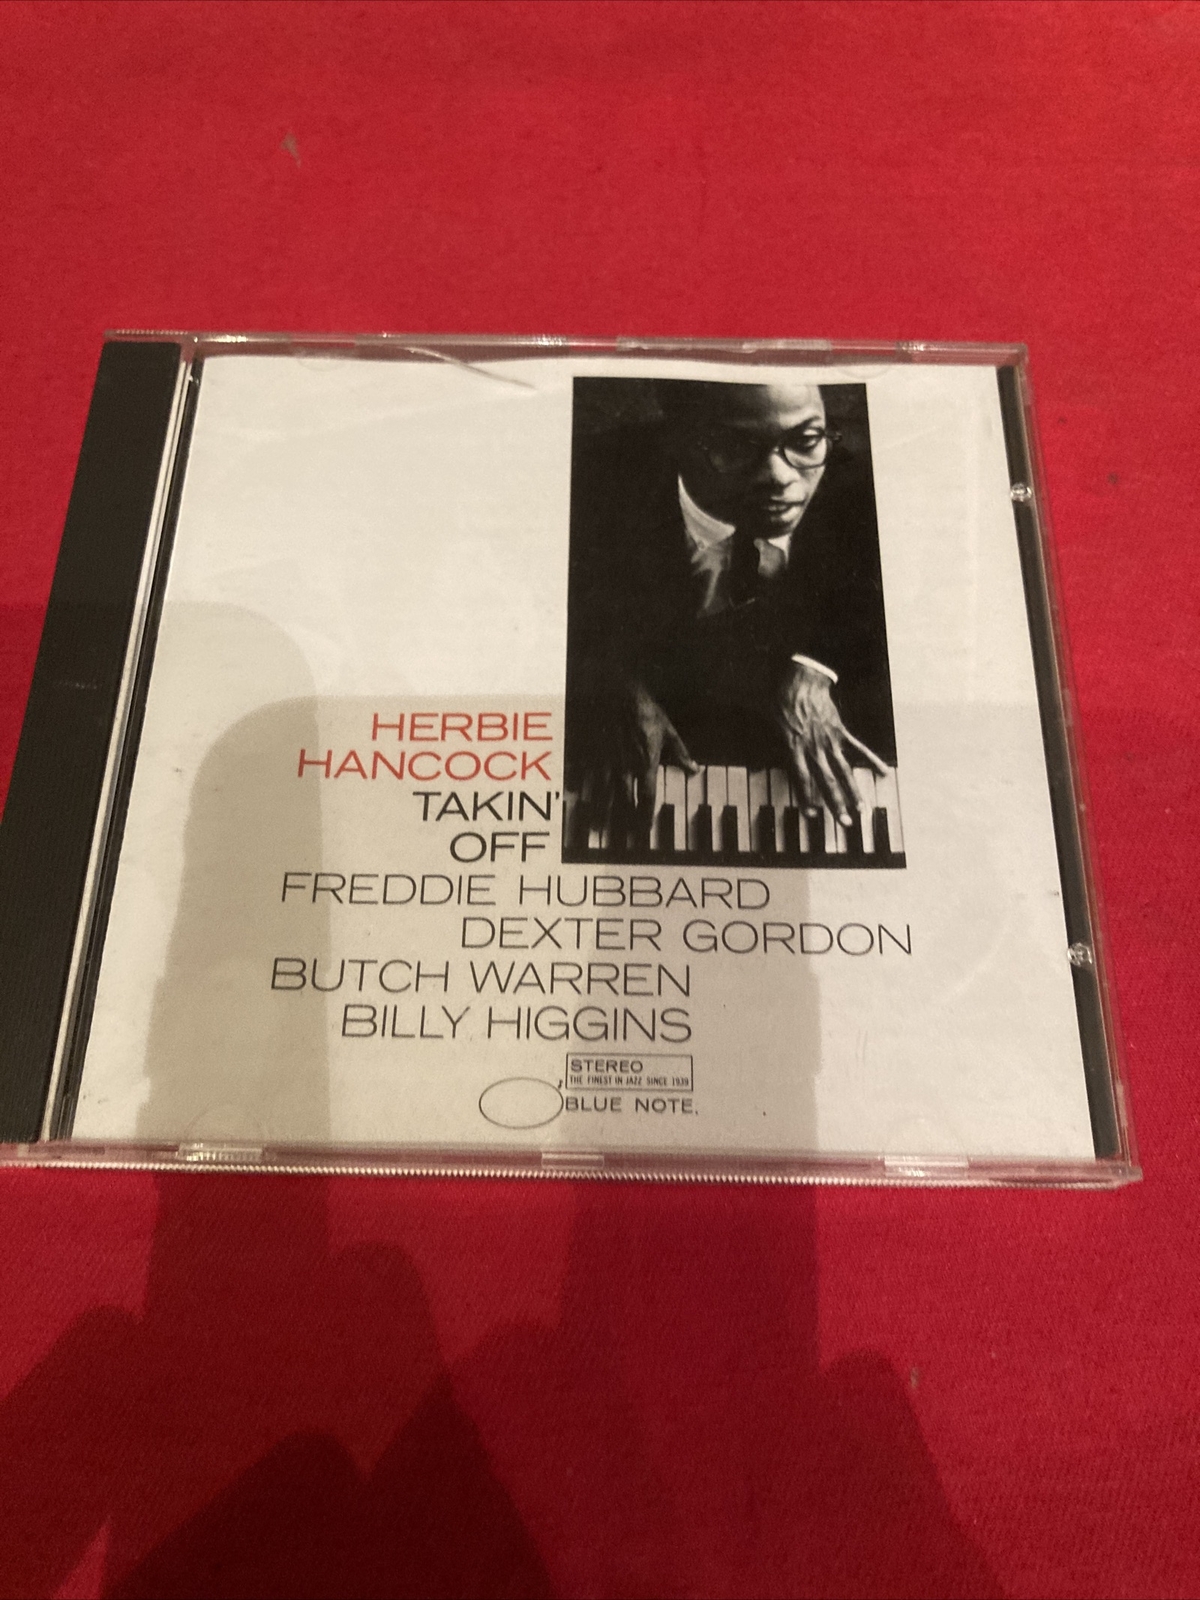 HERBIE
HANCOCK
TAKIN'
OFF
FREDDIE HUBBARD
DEXTER GORDON
BUTCH WARREN
BILLY HIGGINS
STEREO
THE FINEST IN JAZZ SINCE 1939
BLUE NOTE.